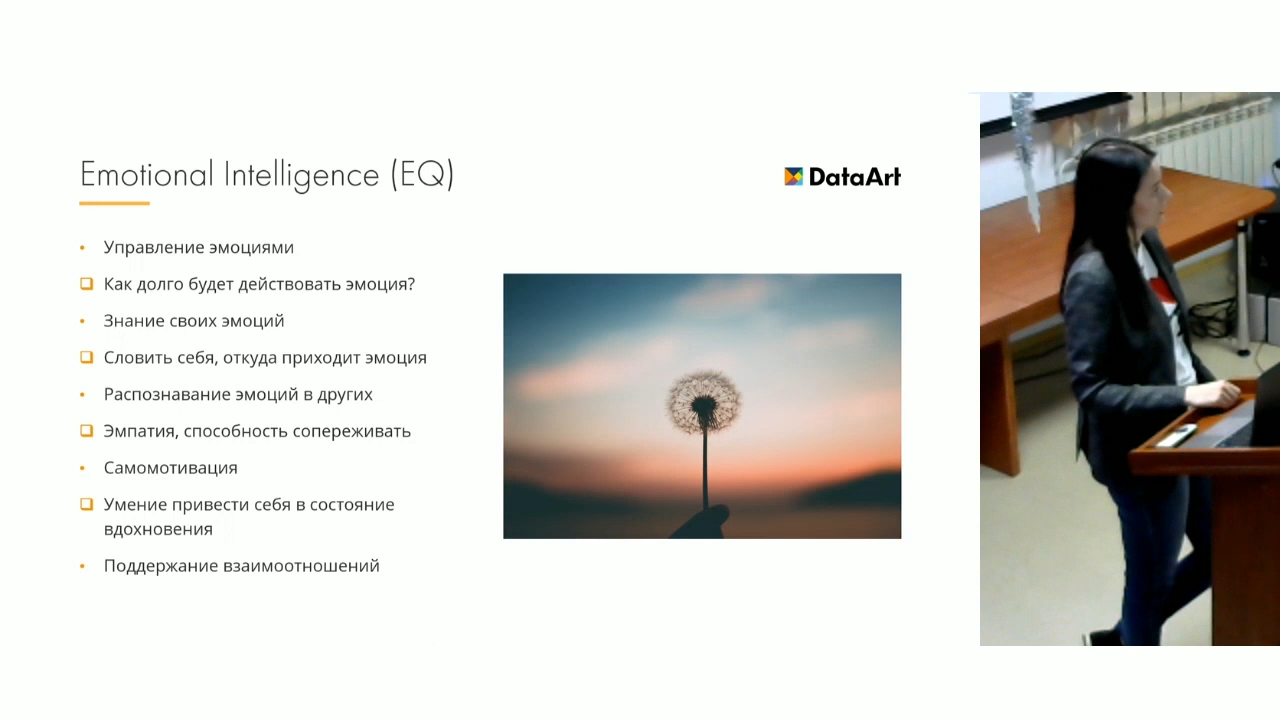 Emotional Intelligence (EQ)
DataArt
Управление эмоциями
Как долго будет действовать эмоция?
Знание своих эмоций
Словить себя, откуда приходит эмоция
Распознавание эмоций в других
Эмпатия, способность сопереживать
Самомотивация
Умение привести себя в состояние
вдохновения
Поддержание взаимоотношений